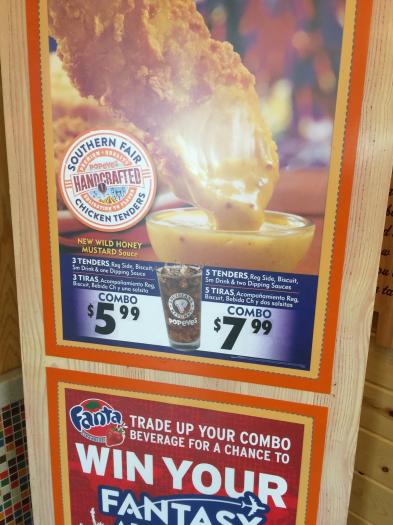 SOUTHERN FAIR
PREMIUM QUALITY
POPEYES
HANDCRAFTED
CHICKEN TENDERS
NEW WILD HONEY
MUSTARD Sauce
3 TENDERS, Reg Side, Biscuit,
Sm Drink & one Dipping Sauce
3 TIRAS, Acompañamiento Reg,
Biscuit, Bebida Ch y una salsita
COMBO
$5.99
POPEYES
5 TENDERS, Reg Side, Biscuit,
Sm Drink & two Dipping Sauces
5 TIRAS, Acompañamiento Reg,
Biscuit, Bebida Ch y dos salsitas
COMBO
$7.99
Fanta
TRADE UP YOUR COMBO
BEVERAGE FOR A CHANCE TO
WIN YOUR
FANTASY